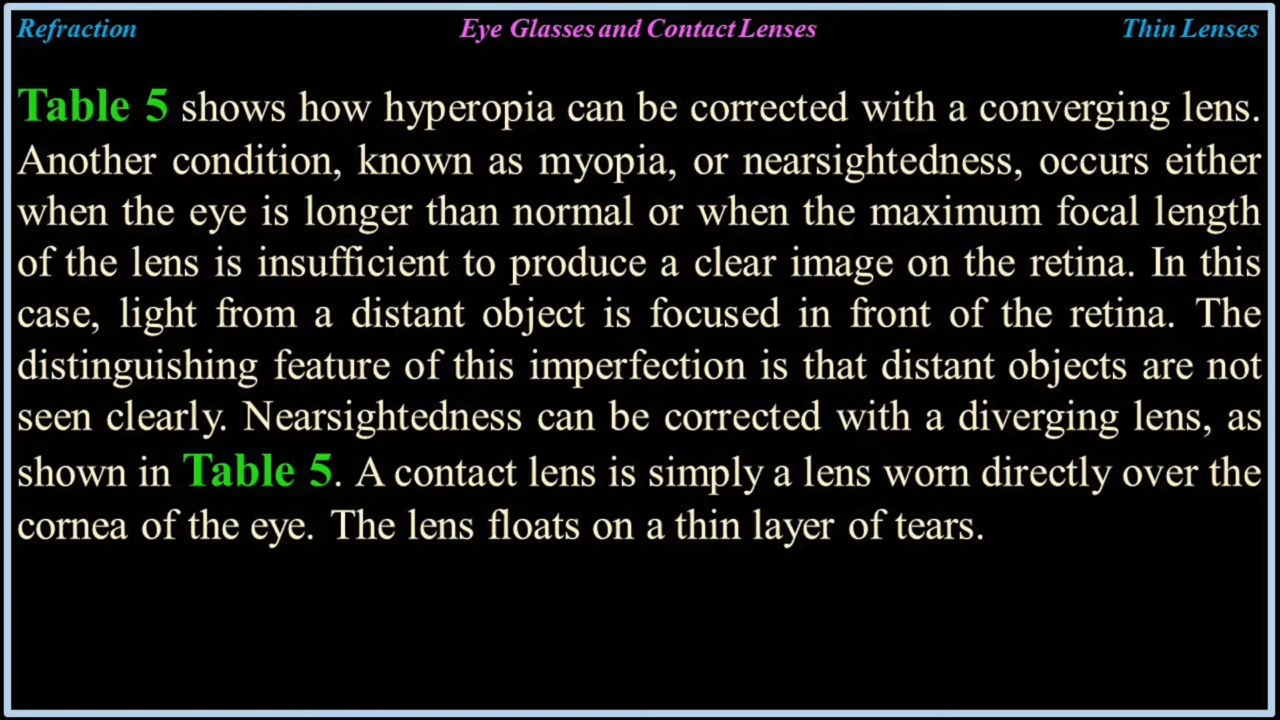 Refraction Eye Glasses and Contact Lenses Thin Lenses
Table 5 shows how hyperopia can be corrected with a converging lens.
Another condition, known as myopia, or nearsightedness, occurs either
when the eye is longer than normal or when the maximum focal length
of the lens is insufficient to produce a clear image on the retina. In this
case, light from a distant object is focused in front of the retina. The
distinguishing feature of this imperfection is that distant objects are not
seen clearly. Nearsightedness can be corrected with a diverging lens, as
shown in Table 5. A contact lens is simply a lens worn directly over the
cornea of the eye. The lens floats on a thin layer of tears.